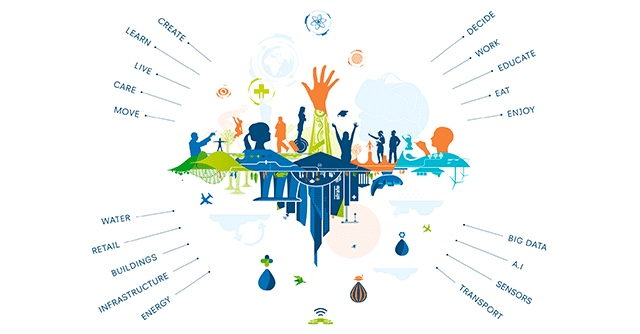 CREATE
LEARN
LIVE
CARE
MOVE
DECIDE
WORK
EDUCATE
EAT
ENJOY
WATER
RETAIL
BUILDINGS
INFRASTRUCTURE
ENERGY
BIG DATA
A.I
SENSORS
TRANSPORT